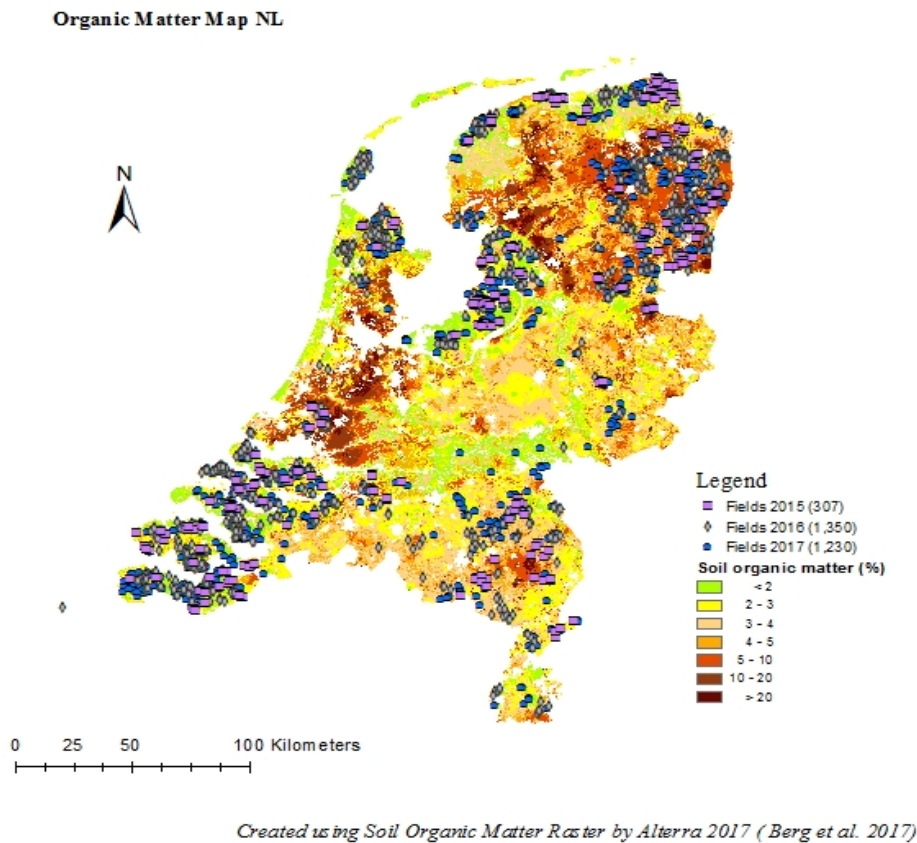 Organic Matter Map NL
N
Legend
Fields 2015 (307)
Fields 2016 (1,350)
Fields 2017 (1,230)
Soil organic matter (%)
< 2
2 - 3
3 - 4
4 - 5
5 - 10
10 - 20
> 20
0 25 50 100 Kilometers
Created using Soil Organic Matter Raster by Alterra 2017 ( Berg et al. 2017)